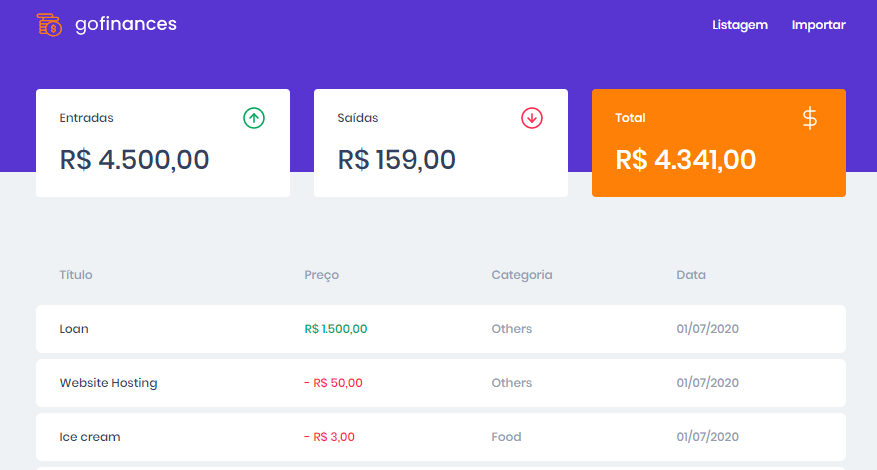 gofinances Listagem Importar
Entradas Saídas Total
R$ 4.500,00 R$ 159,00 R$ 4.341,00
Título Preço Categoria Data
Loan R$ 1.500,00 Others 01/07/2020
Website Hosting - R$ 50,00 Others 01/07/2020
Ice cream - R$ 3,00 Food 01/07/2020